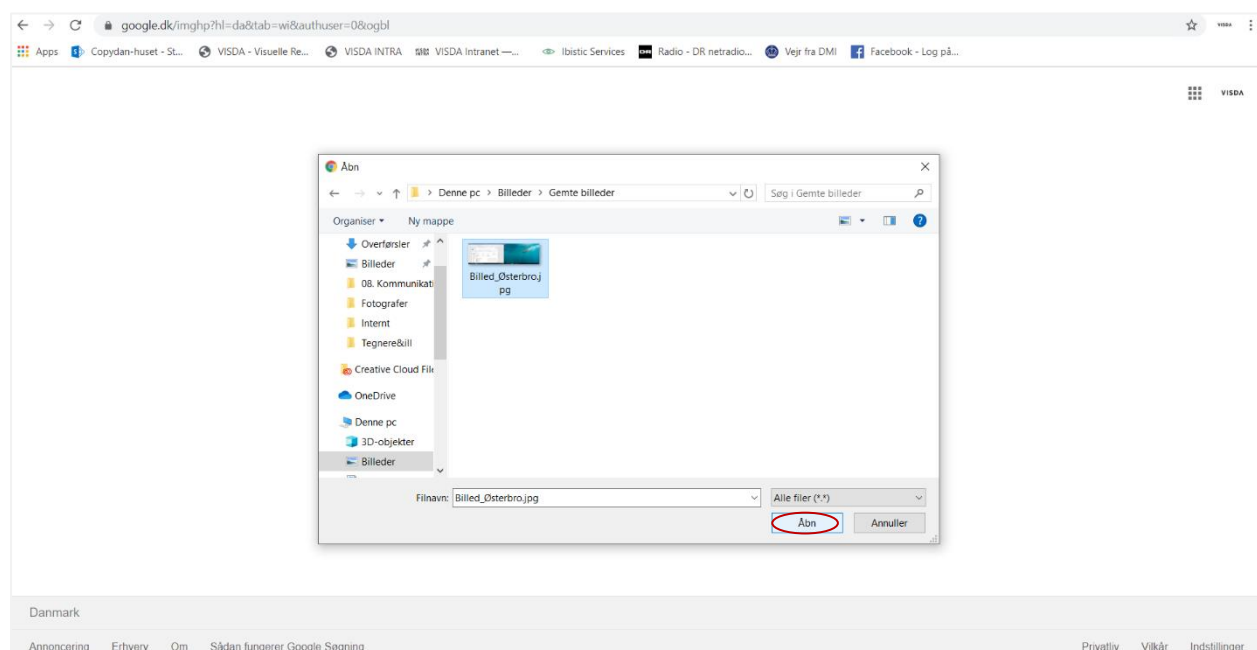 google.dk/imghp?hl=da&tab=wi&authuser=0&ogbl
VISDA
Apps Copydan-huset - St... VISDA - Visuelle Re... VISDA INTRA VISDA Intranet —... Ibistic Services Radio - DR netradio... Vejr fra DMI Facebook - Log på...
VISDA
Åbn
Denne pc > Billeder > Gemte billeder
Søg i Gemte billeder
Organiser
Ny mappe
Overførsler
Billeder
08. Kommunikati
Fotografer
Internt
Tegnere&ill
Creative Cloud File
OneDrive
Denne pc
3D-objekter
Billeder
Billed_Østerbro.j
pg
Filnavn: Billed_Østerbro.jpg
Alle filer (*.*)
Åbn
Annuller
Danmark
Annoncering Erhverv Om Sådan fungerer Google Søgning Privatliv Vilkår Indstillinger